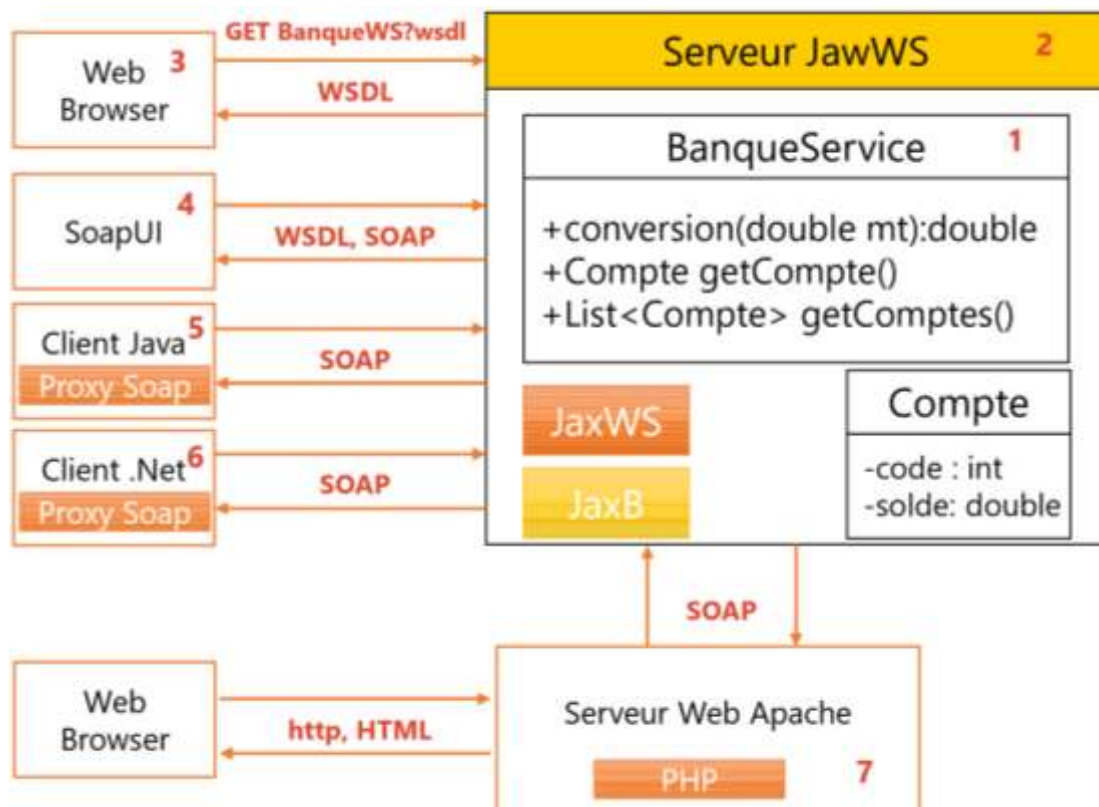 GET BanqueWS?wsdl
Web 3
Browser
WSDL
Serveur JawWS 2
BanqueService 1
+conversion(double mt):double
+Compte getCompte()
+List<Compte> getComptes()
4
SoapUI
WSDL, SOAP
Client Java 5
Proxy Soap
SOAP
Client .Net 6
Proxy Soap
SOAP
JaxWS
JaxB
Compte
-code : int
-solde: double
SOAP
Web
Browser
http, HTML
Serveur Web Apache
PHP
7